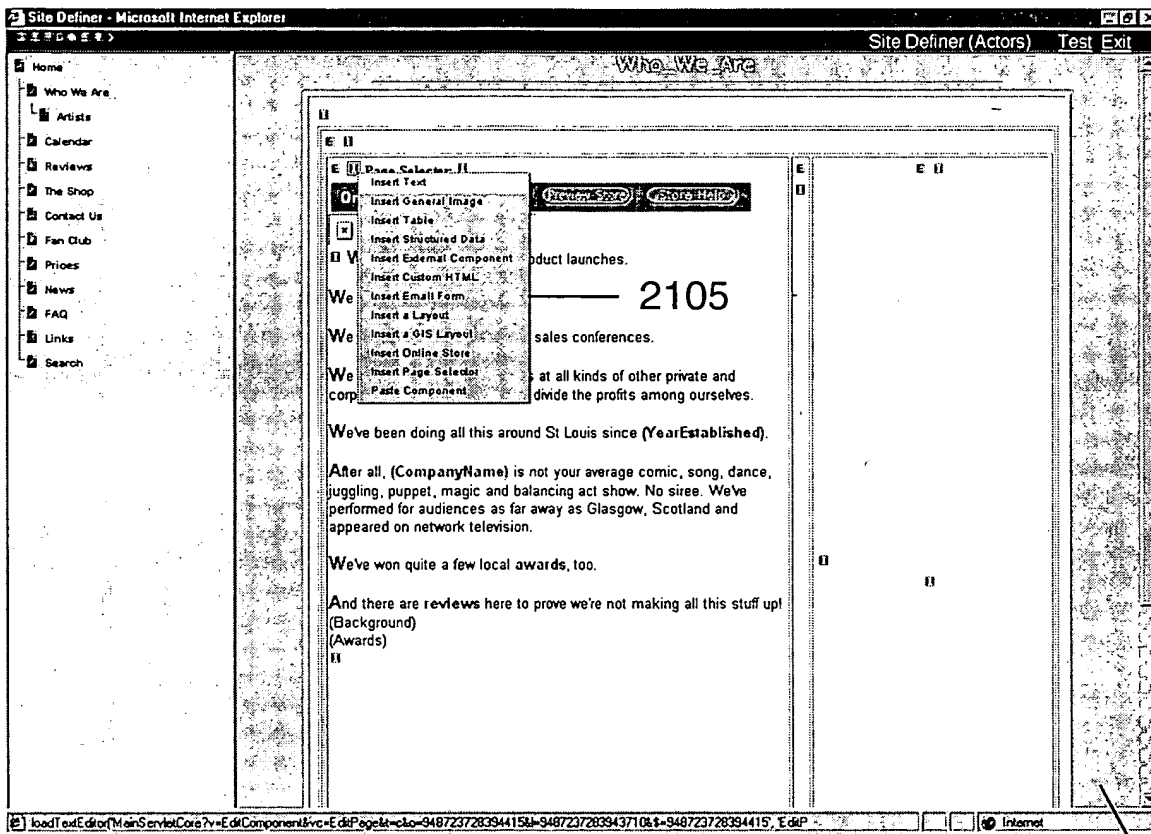 Site Definer - Microsoft Internet Explorer
Site Definer (Actors) Test Exit
Home
Who We Are
Artists
Calendar
Reviews
The Shop
Contact Us
Fan Club
Prices
News
FAQ
Links
Search
Who_We_Are
I
E I
E I Page Selector
Insert Text
Insert General Image
Insert Table
Insert Structured Data
Insert External Component
Insert Custom HTML
Insert Email Form
Insert a Layout
Insert a GIS Layout
Insert Online Store
Insert Page Selector
Paste Component
Or
Preview Store
Store Help
I W
oduct launches.
We
2105
We
sales conferences.
We
s at all kinds of other private and
corp
divide the profits among ourselves.
We've been doing all this around St Louis since (YearEstablished).
After all, (CompanyName) is not your average comic, song, dance,
juggling, puppet, magic and balancing act show. No siree. We've
performed for audiences as far away as Glasgow, Scotland and
appeared on network television.
We've won quite a few local awards, too.
And there are reviews here to prove we're not making all this stuff up!
(Background)
(Awards)
I
E
I
I
E I
I
loadTextEditor('MainServletCore?v=EditComponent&vc=EditPage&t=c&o=948723728394415&l=9487237283943710&$=948723728394415', 'EditP
Internet